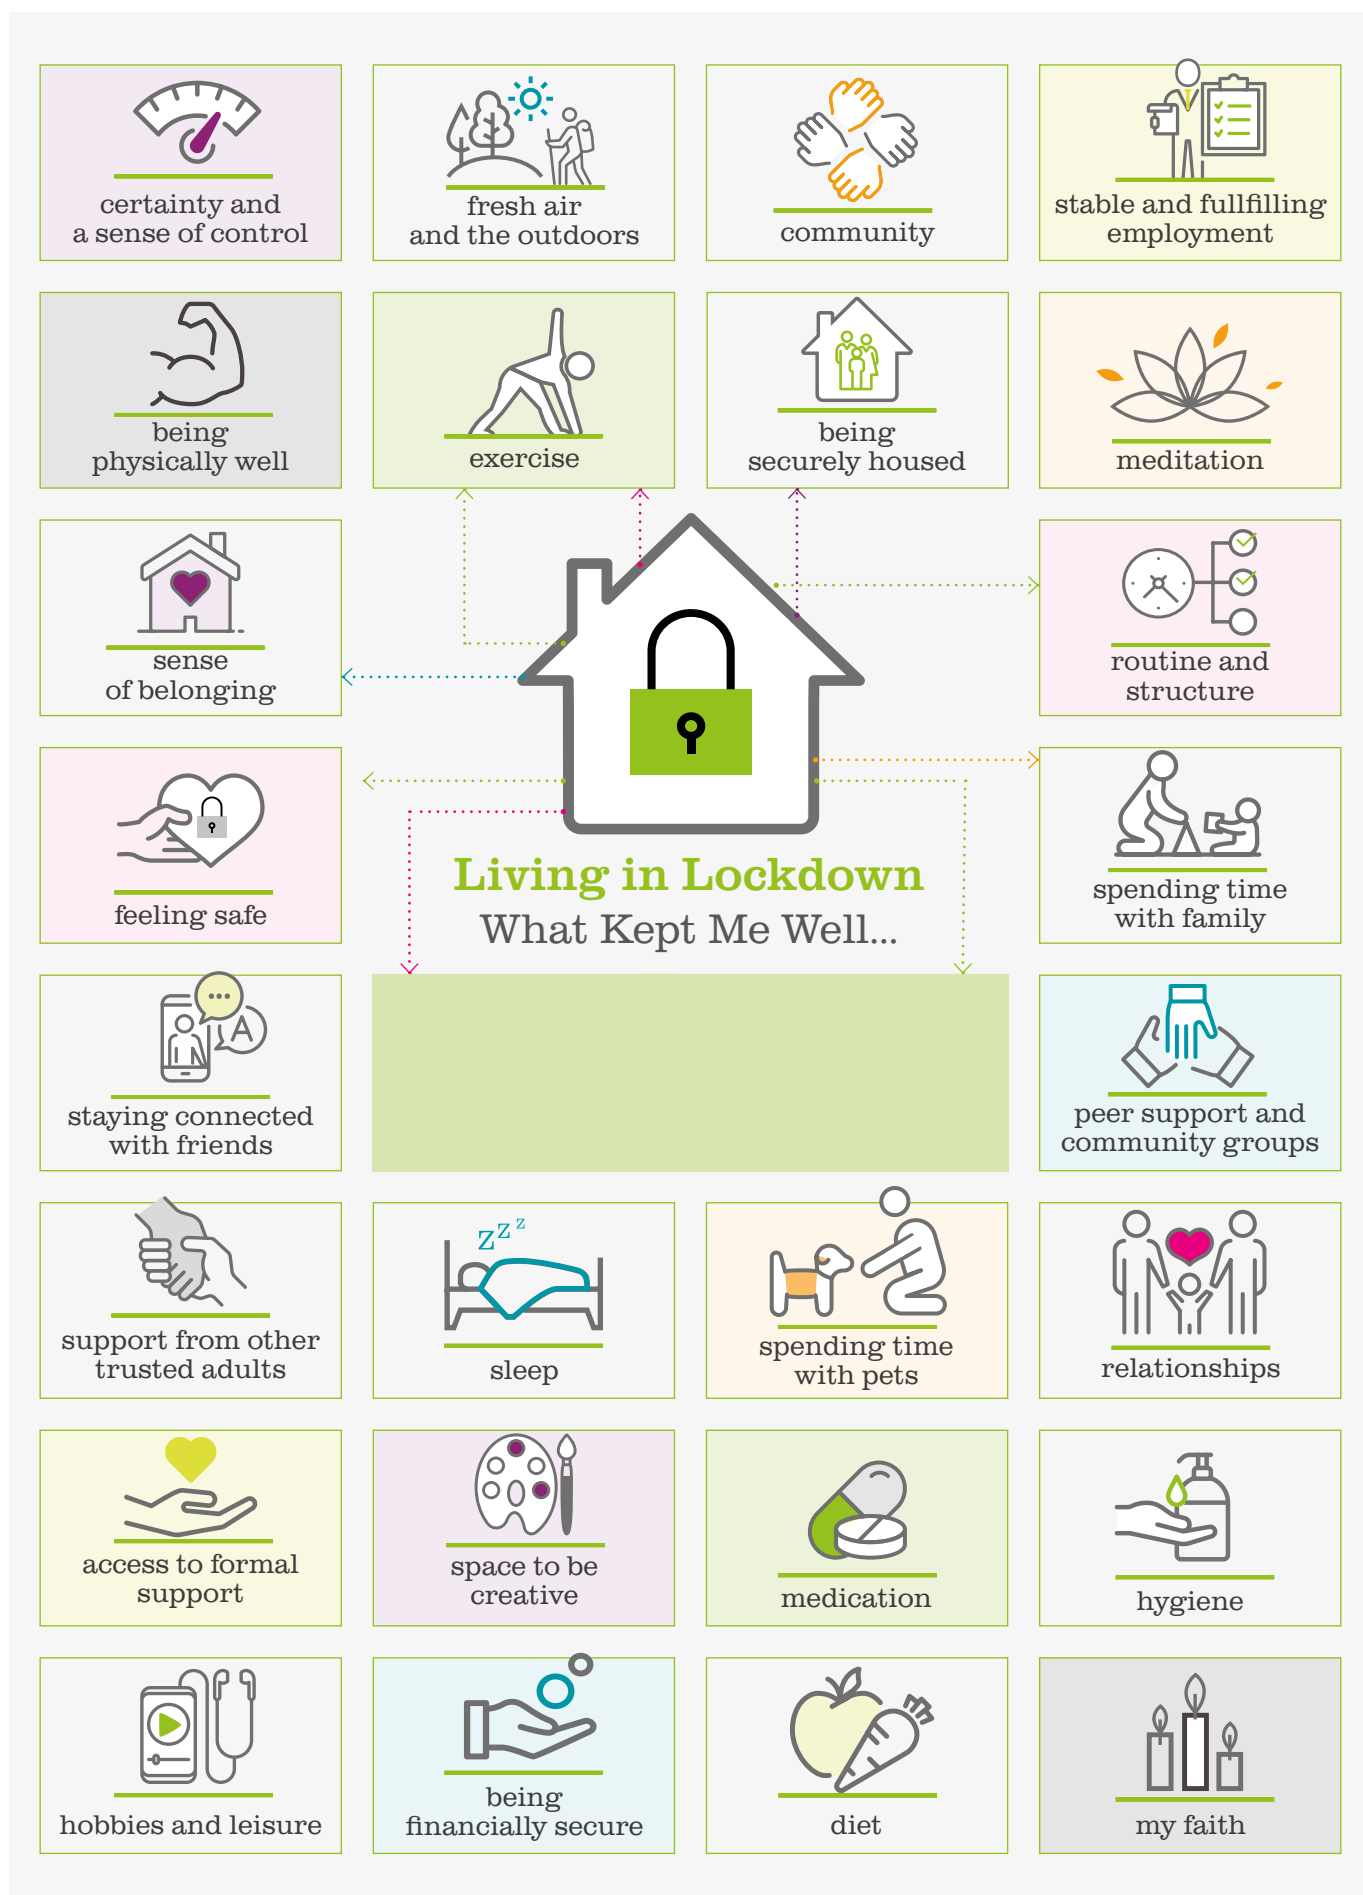 certainty and
a sense of control
fresh air
and the outdoors
community
stable and fullfilling
employment
being
physically well
exercise
being
securely housed
meditation
sense
of belonging
routine and
structure
feeling safe
Living in Lockdown
What Kept Me Well...
spending time
with family
A
staying connected
with friends
peer support and
community groups
support from other
trusted adults
z z z
sleep
spending time
with pets
relationships
access to formal
support
space to be
creative
medication
hygiene
hobbies and leisure
being
financially secure
diet
my faith